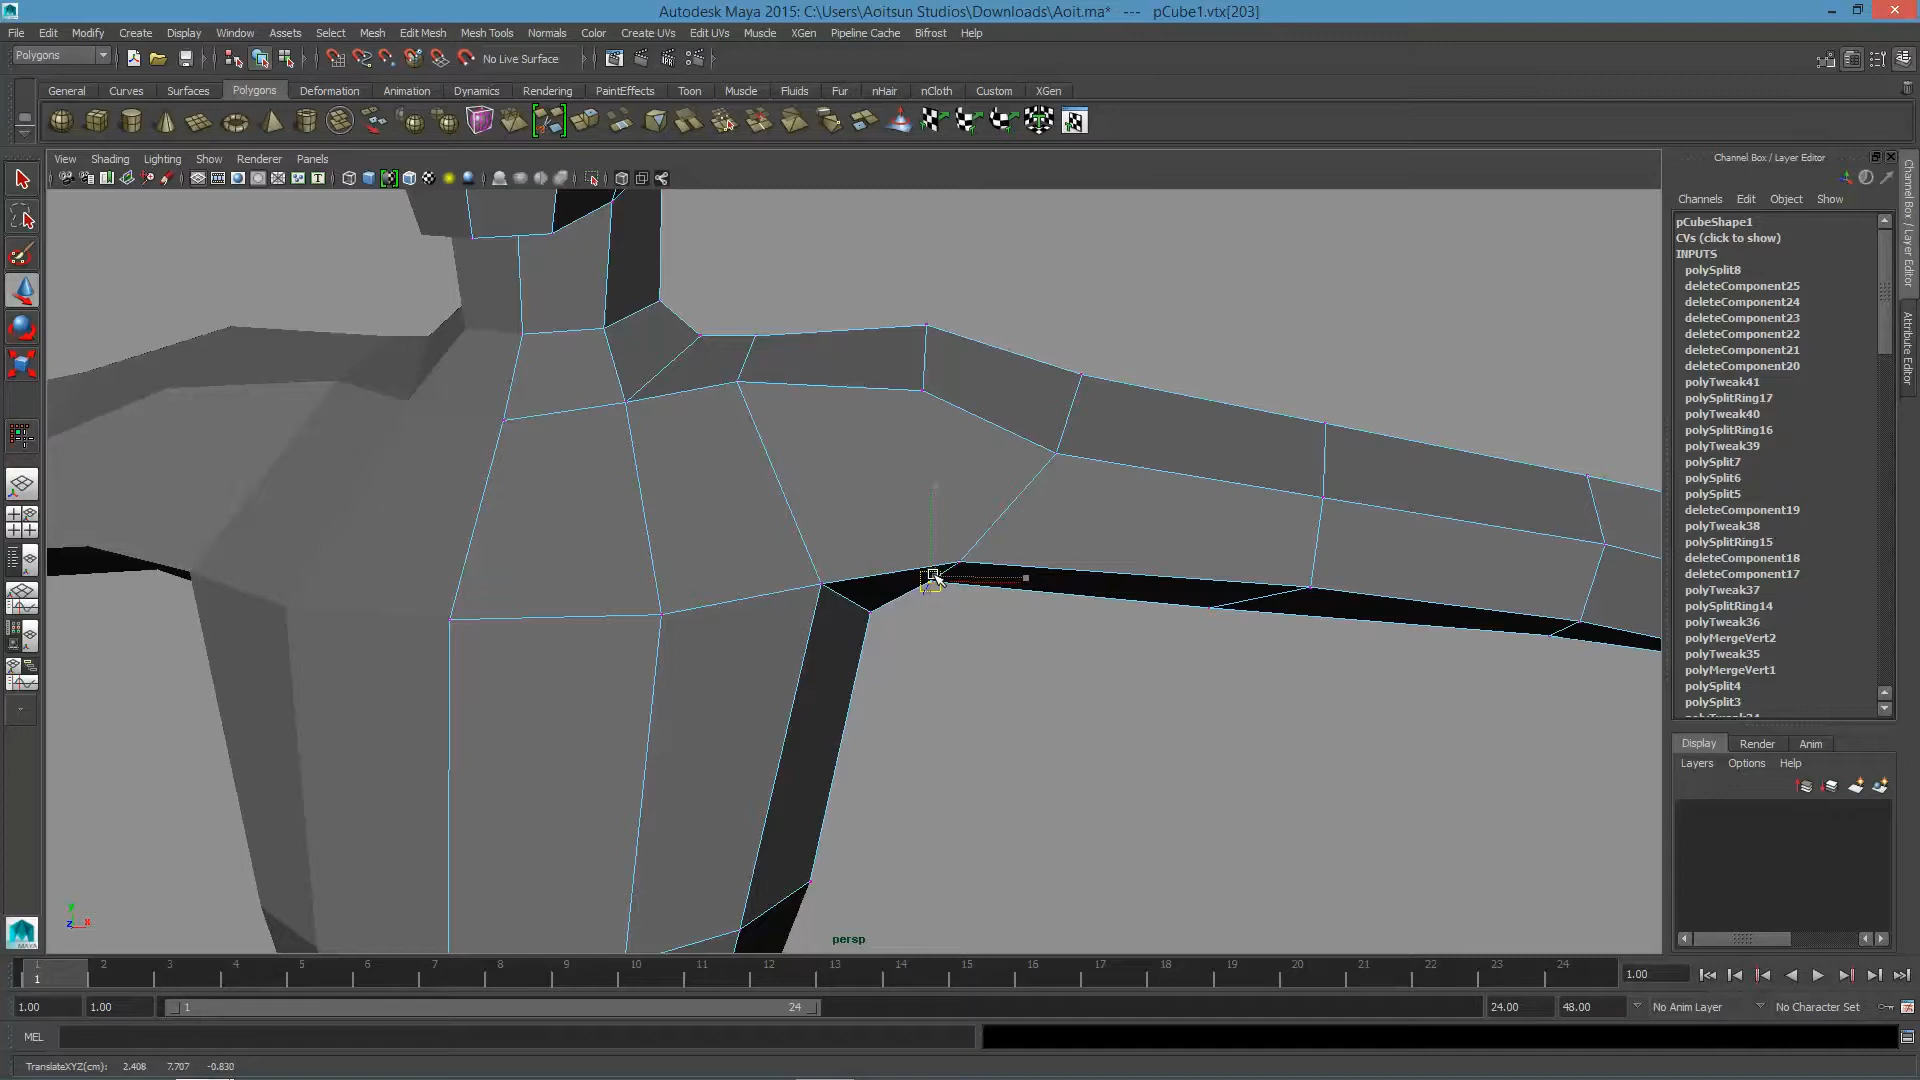 Autodesk Maya 2015: C:\Users\Aoitsun Studios\Downloads\Aoit.ma* --- pCube1.vtx[203]
File Edit Modify Create Display Window Assets Select Mesh Edit Mesh Mesh Tools Normals Color Create UVs Edit UVs Muscle XGen Pipeline Cache Bifrost Help
Polygons No Live Surface
General Curves Surfaces Polygons Deformation Animation Dynamics Rendering PaintEffects Toon Muscle Fluids Fur nHair nCloth Custom XGen
View Shading Lighting Show Renderer Panels
Channel Box / Layer Editor
Channels Edit Object Show
pCubeShape1
CVs (click to show)
INPUTS
polySplit8
deleteComponent25
deleteComponent24
deleteComponent23
deleteComponent22
deleteComponent21
deleteComponent20
polyTweak41
polySplitRing17
polyTweak40
polySplitRing16
polyTweak39
polySplit7
polySplit6
polySplit5
deleteComponent19
polyTweak38
polySplitRing15
deleteComponent18
deleteComponent17
polyTweak37
polySplitRing14
polyTweak36
polyMergeVert2
polyTweak35
polyMergeVert1
polySplit4
polySplit3
Channel Box / Layer Editor
Attribute Editor
Display Render Anim
Layers Options Help
y
z x
persp
MAYA
1 2 3 4 5 6 7 8 9 10 11 12 13 14 15 16 17 18 19 20 21 22 23 24
1
1.00
1.00 1.00 1 24 24.00 48.00 No Anim Layer No Character Set
MEL
TranslateXYZ(cm): 2.408 7.707 -0.830